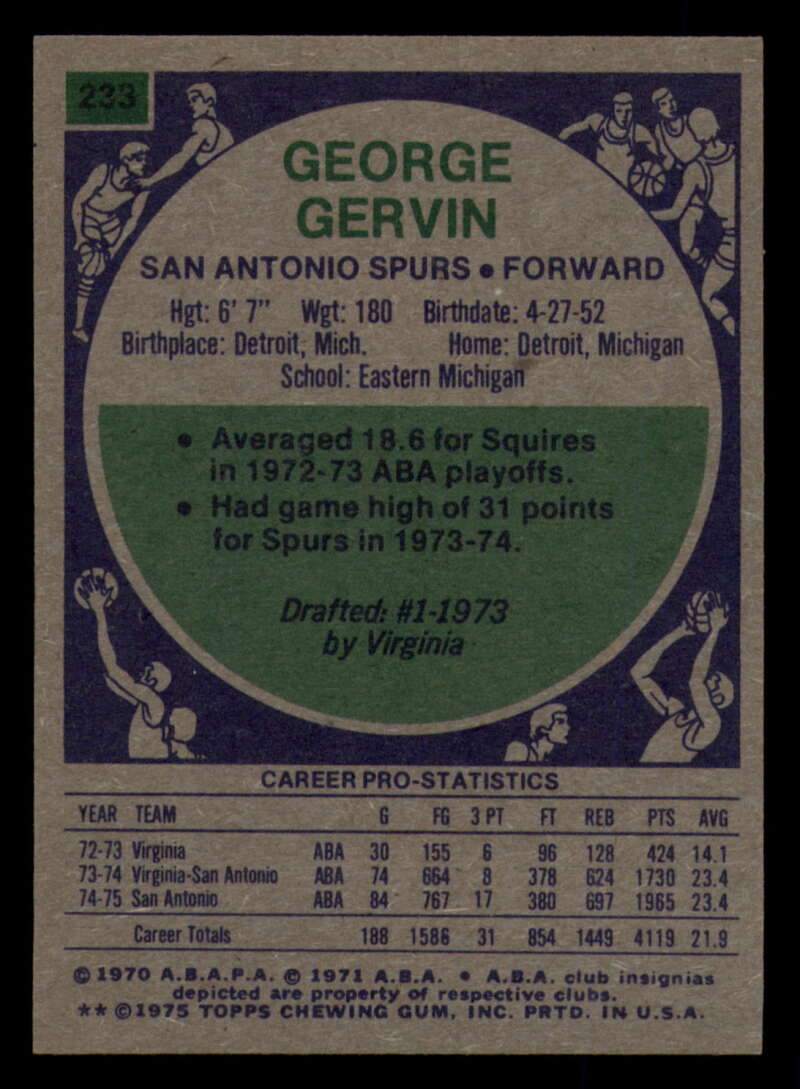 233
GEORGE
GERVIN
SAN ANTONIO SPURS • FORWARD
Hgt: 6' 7" Wgt: 180 Birthdate: 4-27-52
Birthplace: Detroit, Mich. Home: Detroit, Michigan
School: Eastern Michigan
• Averaged 18.6 for Squires
in 1972-73 ABA playoffs.
• Had game high of 31 points
for Spurs in 1973-74.
Drafted: #1-1973
by Virginia
CAREER PRO-STATISTICS
YEAR TEAM G FG 3 PT FT REB PTS AVG
72-73 Virginia ABA 30 155 6 96 128 424 14.1
73-74 Virginia-San Antonio ABA 74 664 8 378 624 1730 23.4
74-75 San Antonio ABA 84 767 17 380 697 1965 23.4
Career Totals 188 1586 31 854 1449 4119 21.9
© 1970 A.B.A.P.A. © 1971 A.B.A. • A.B.A. club insignias
depicted are property of respective clubs.
** ©1975 TOPPS CHEWING GUM, INC. PRTD. IN U.S.A.